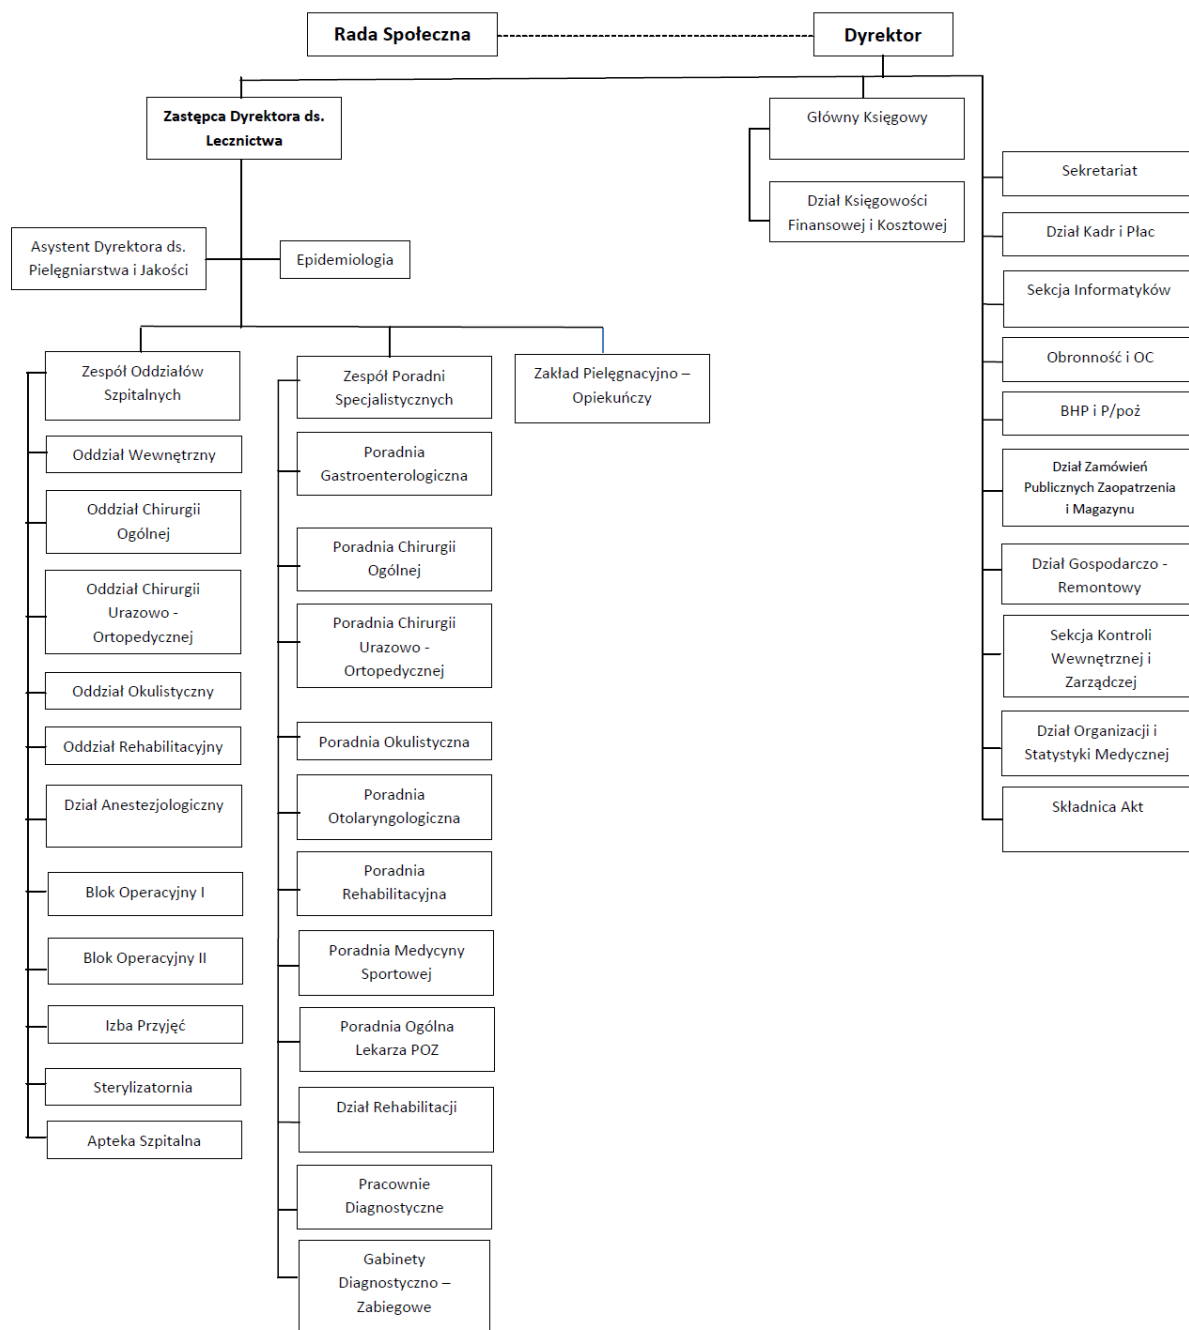 Rada Społeczna
Dyrektor
Zastępca Dyrektora ds.
Lecznictwa
Główny Księgowy
Dział Księgowości
Finansowej i Kosztowej
Asystent Dyrektora ds.
Pielęgniarstwa i Jakości
Epidemiologia
Zespół Oddziałów
Szpitalnych
Oddział Wewnętrzny
Oddział Chirurgii
Ogólnej
Oddział Chirurgii
Urazowo -
Ortopedycznej
Oddział Okulistyczny
Oddział Rehabilitacyjny
Dział Anestezjologiczny
Blok Operacyjny I
Blok Operacyjny II
Izba Przyjęć
Sterylizatornia
Apteka Szpitalna
Zespół Poradni
Specjalistycznych
Poradnia
Gastroenterologiczna
Poradnia Chirurgii
Ogólnej
Poradnia Chirurgii
Urazowo -
Ortopedycznej
Poradnia Okulistyczna
Poradnia
Otolaryngologiczna
Poradnia
Rehabilitacyjna
Poradnia Medycyny
Sportowej
Poradnia Ogólna
Lekarza POZ
Dział Rehabilitacji
Pracownie
Diagnostyczne
Gabinety
Diagnostyczno –
Zabiegowe
Zakład Pielęgnacyjno –
Opiekuńczy
Sekretariat
Dział Kadr i Płac
Sekcja Informatyków
Obronność i OC
BHP i P/poż
Dział Zamówień
Publicznych Zaopatrzenia
i Magazynu
Dział Gospodarczo -
Remontowy
Sekcja Kontroli
Wewnętrznej i
Zarządczej
Dział Organizacji i
Statystyki Medycznej
Składnica Akt